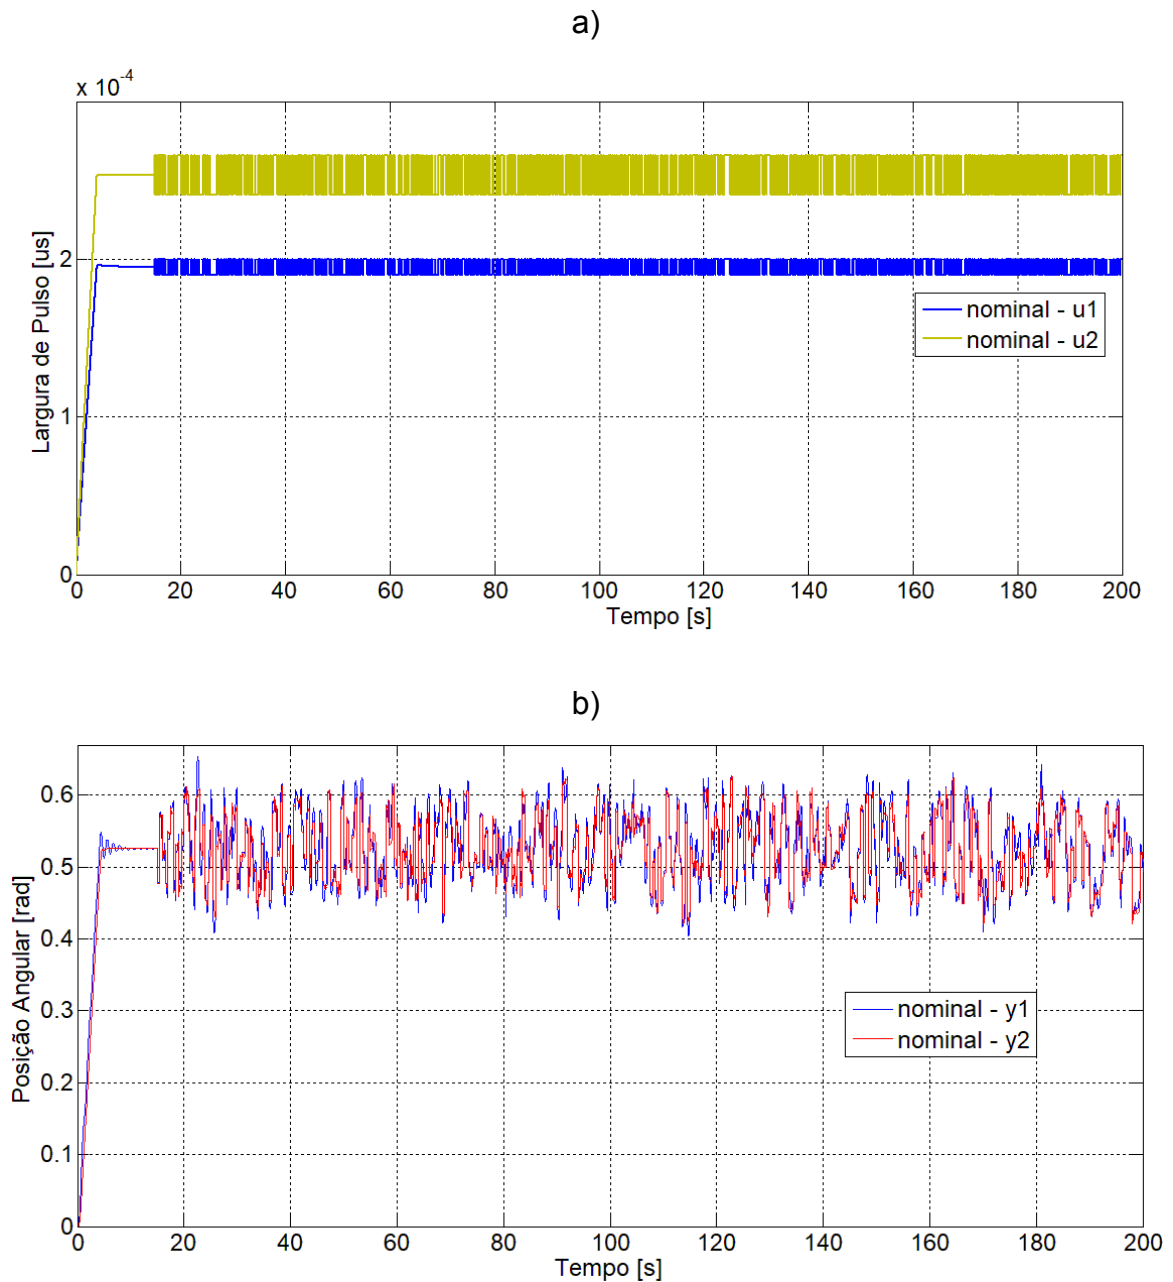 a)
x 10^-4
Largura de Pulso [us]
2
1
0
nominal - u1
nominal - u2
0 20 40 60 80 100 120 140 160 180 200
Tempo [s]
b)
Posição Angular [rad]
0.6
0.5
0.4
0.3
0.2
0.1
0
nominal - y1
nominal - y2
0 20 40 60 80 100 120 140 160 180 200
Tempo [s]